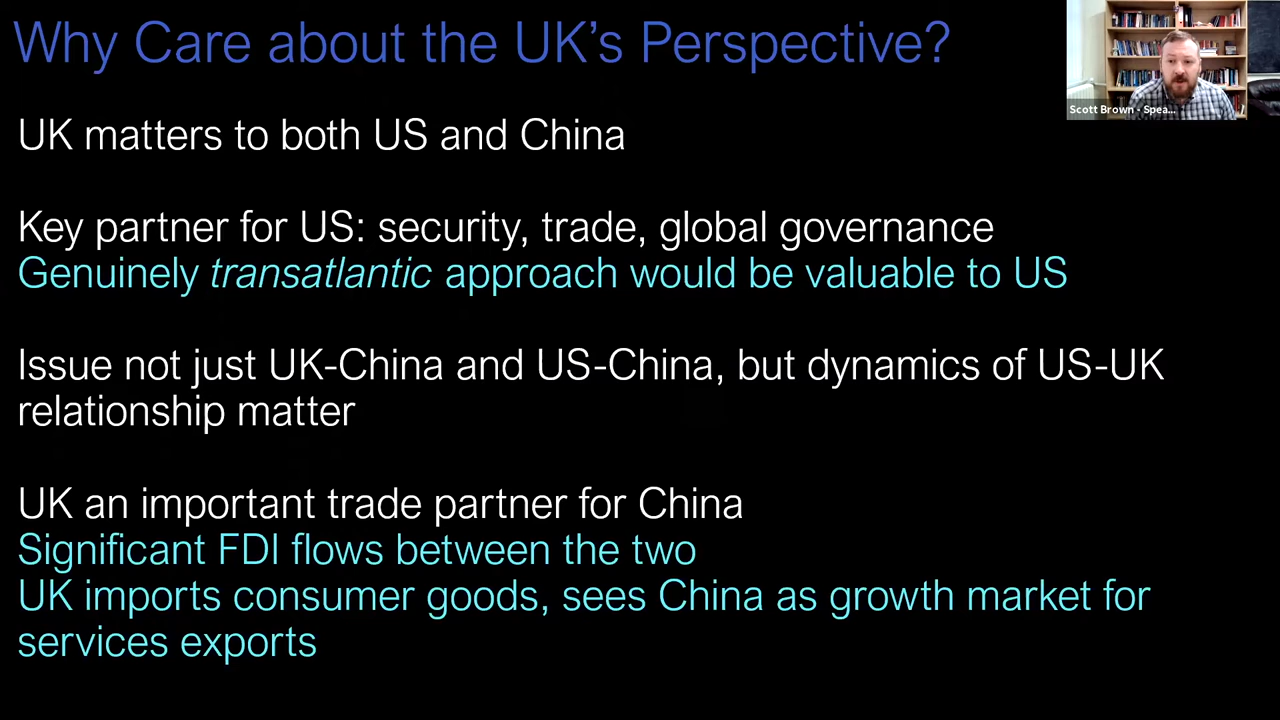 Why Care about the UK's Perspective?
Scott Brown - Spea...
UK matters to both US and China
Key partner for US: security, trade, global governance
Genuinely transatlantic approach would be valuable to US
Issue not just UK-China and US-China, but dynamics of US-UK
relationship matter
UK an important trade partner for China
Significant FDI flows between the two
UK imports consumer goods, sees China as growth market for
services exports